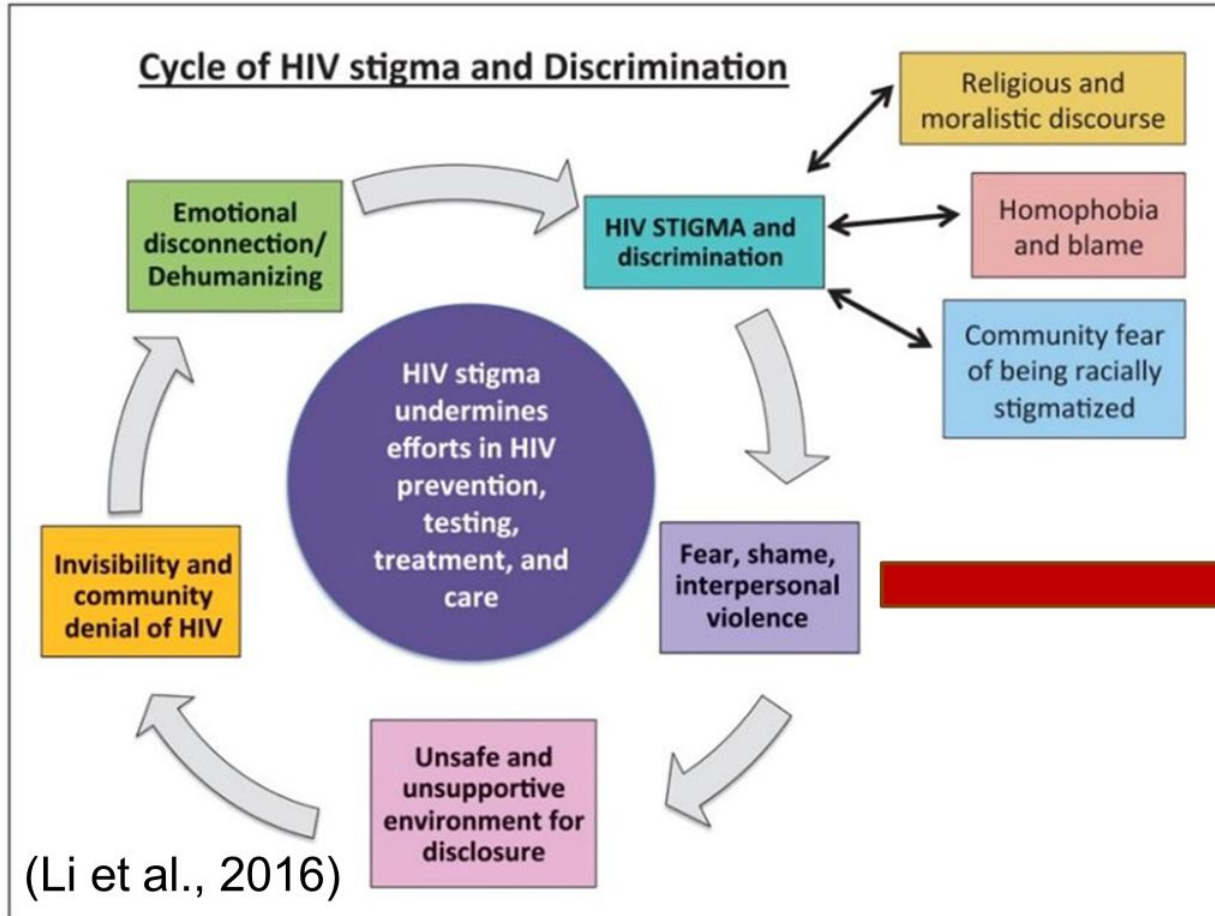 Cycle of HIV stigma and Discrimination
Religious and
moralistic discourse
Homophobia
and blame
Community fear
of being racially
stigmatized
HIV STIGMA and
discrimination
Fear, shame,
interpersonal
violence
Unsafe and
unsupportive
environment for
disclosure
Invisibility and
community
denial of HIV
Emotional
disconnection/
Dehumanizing
HIV stigma
undermines
efforts in HIV
prevention,
testing,
treatment, and
care
(Li et al., 2016)